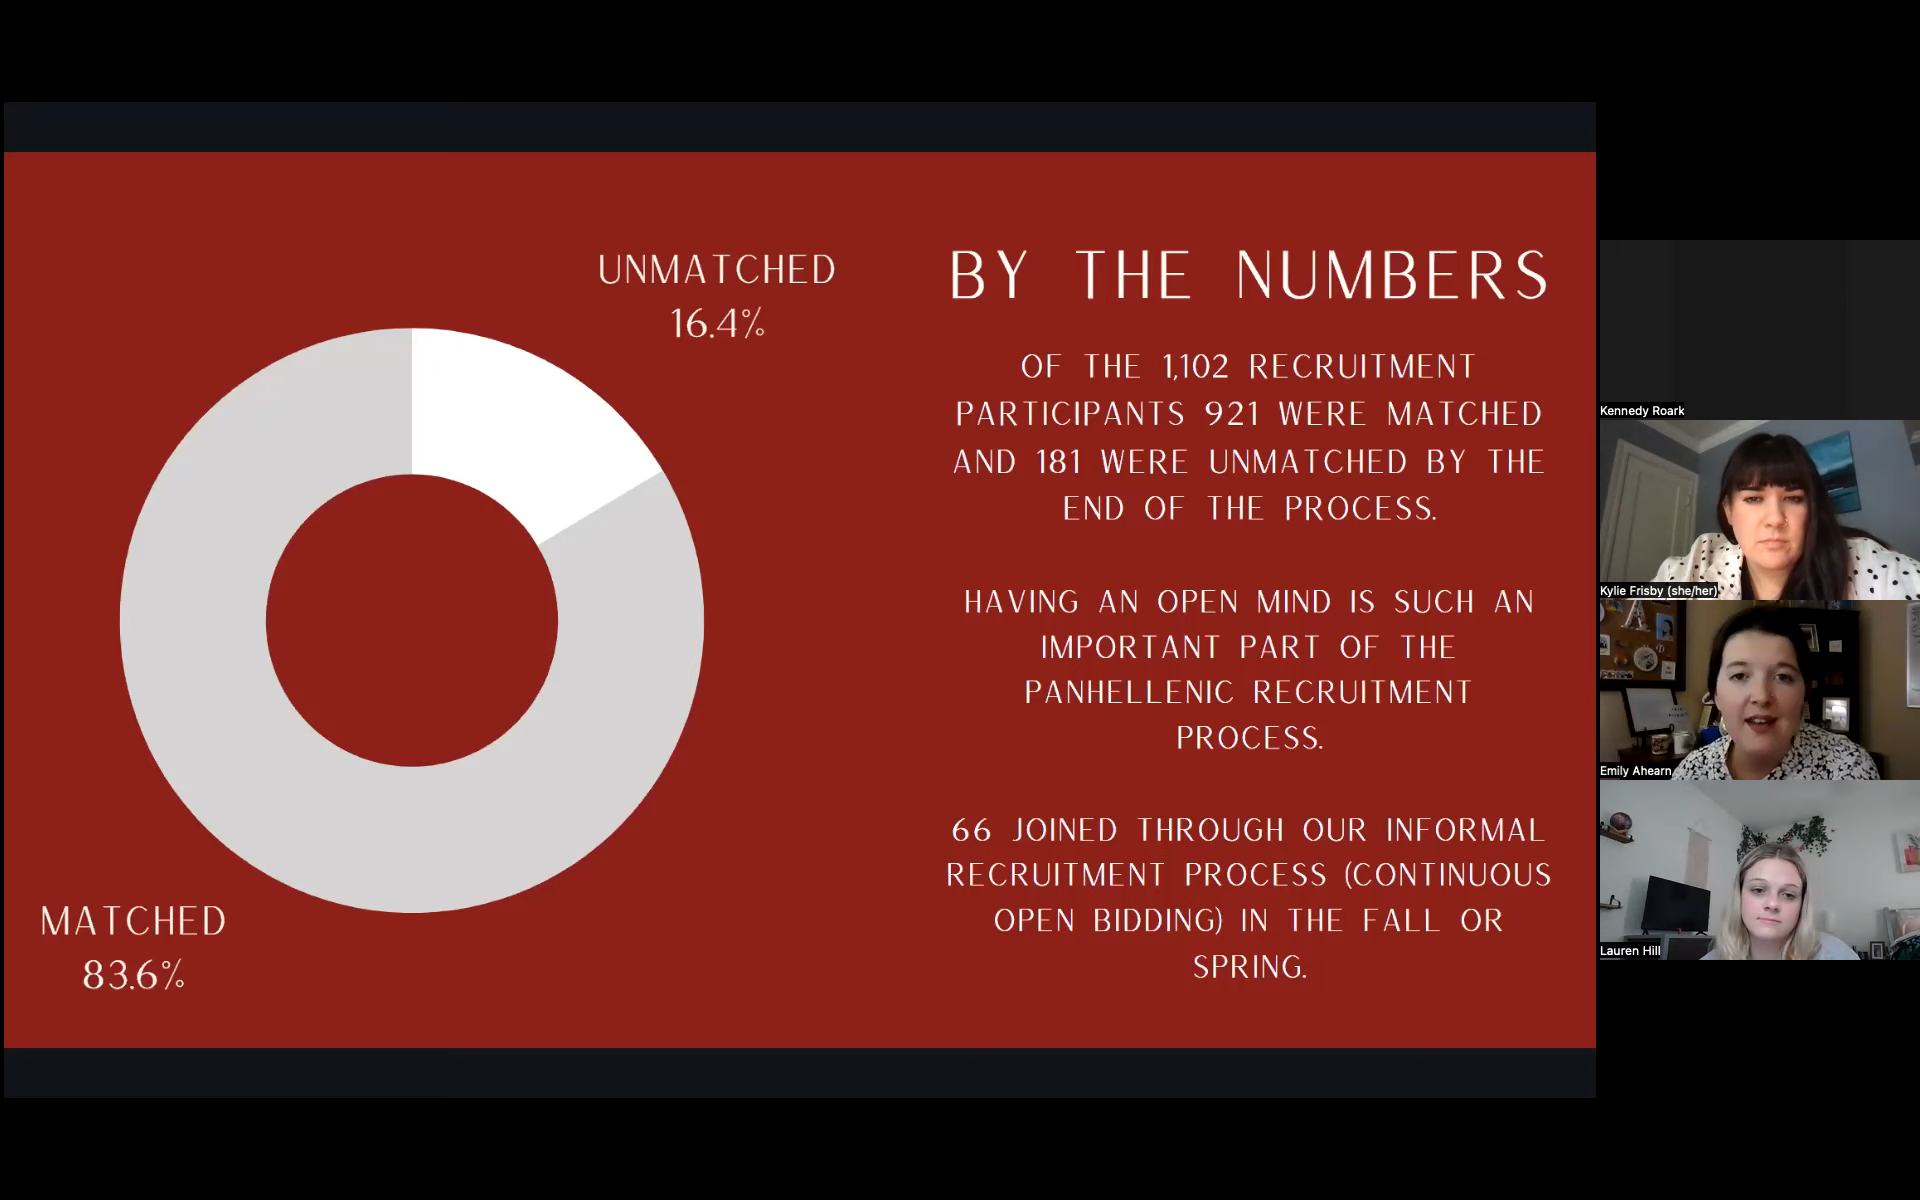 UNMATCHED
16.4%
MATCHED
83.6%
BY THE NUMBERS
OF THE 1,102 RECRUITMENT
PARTICIPANTS 921 WERE MATCHED
AND 181 WERE UNMATCHED BY THE
END OF THE PROCESS.
HAVING AN OPEN MIND IS SUCH AN
IMPORTANT PART OF THE
PANHELLENIC RECRUITMENT
PROCESS.
66 JOINED THROUGH OUR INFORMAL
RECRUITMENT PROCESS (CONTINUOUS
OPEN BIDDING) IN THE FALL OR
SPRING.
Kennedy Roark
Kylie Frisby (she/her)
Emily Ahearn
Lauren Hill